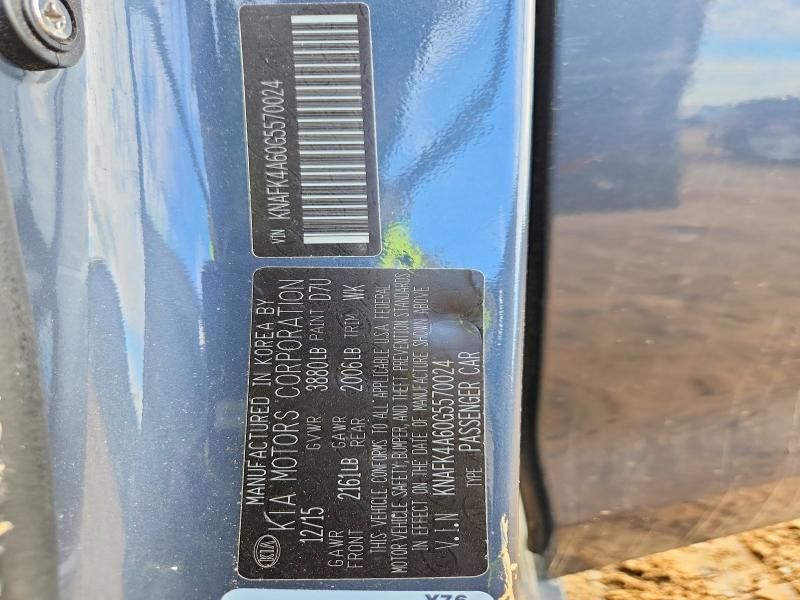 VIN KNAFK4A60G5570024
KIA
MANUFACTURED IN KOREA BY
KIA MOTORS CORPORATION
12/15 GVWR 3880LB PAINT D7U
GAWR FRONT 2161LB GAWR REAR 2006LB TRIM WK
THIS VEHICLE CONFORMS TO ALL APPLICABLE U.S.A. FEDERAL
MOTOR VEHICLE SAFETY, BUMPER, AND THEFT PREVENTION STANDARDS
IN EFFECT ON THE DATE OF MANUFACTURE SHOWN ABOVE
V.I.N KNAFK4A60G5570024
TYPE PASSENGER CAR